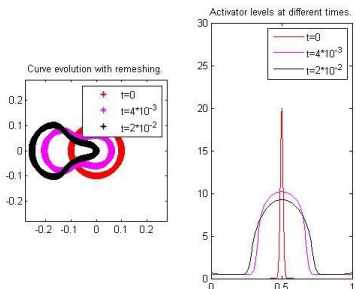 Activator levels at different times.
Curve evolution with remeshing.
t=0
t=4*10^-3
t=2*10^-2
0.2
0.1
0
-0.1
-0.2
-0.2 -0.1 0 0.1 0.2
t=0
t=4*10^-3
t=2*10^-2
30
25
20
15
10
5
0
0 0.5 1